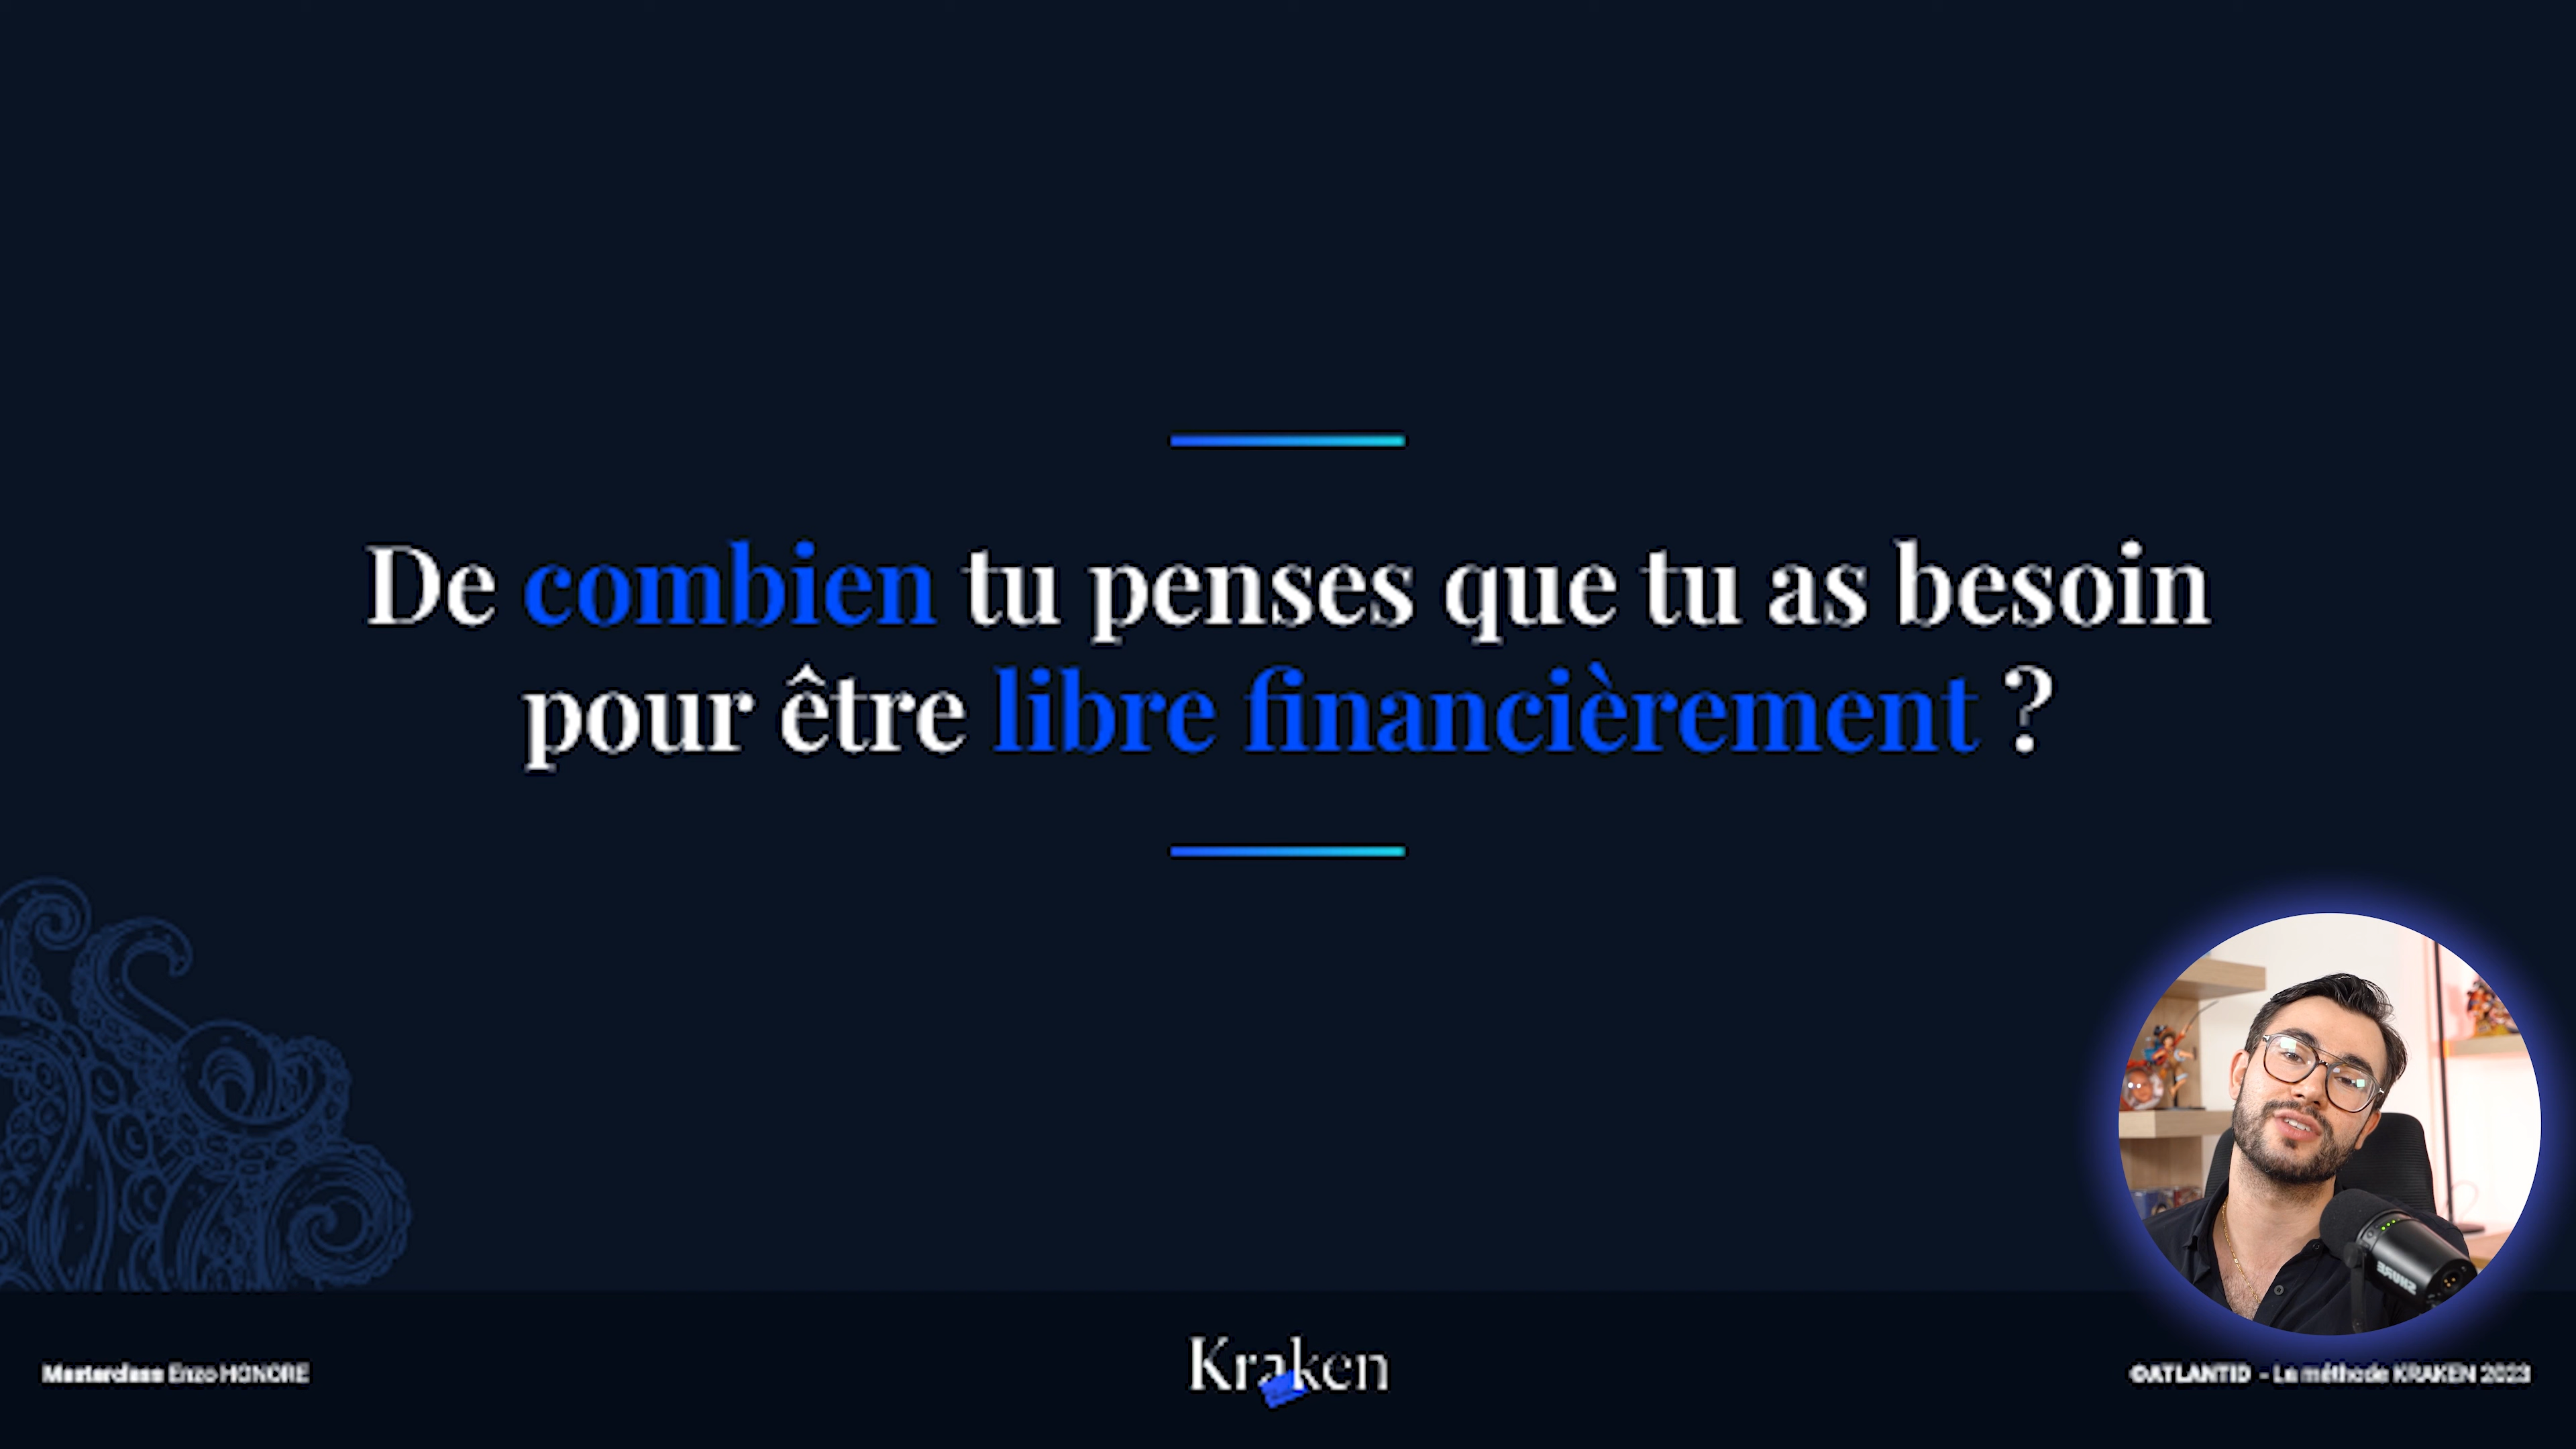 De combien tu penses que tu as besoin
pour être libre financièrement ?
SHURE
Masterclass Enzo HONORE
Kraken
©ATLANTID - La méthode KRAKEN 2023